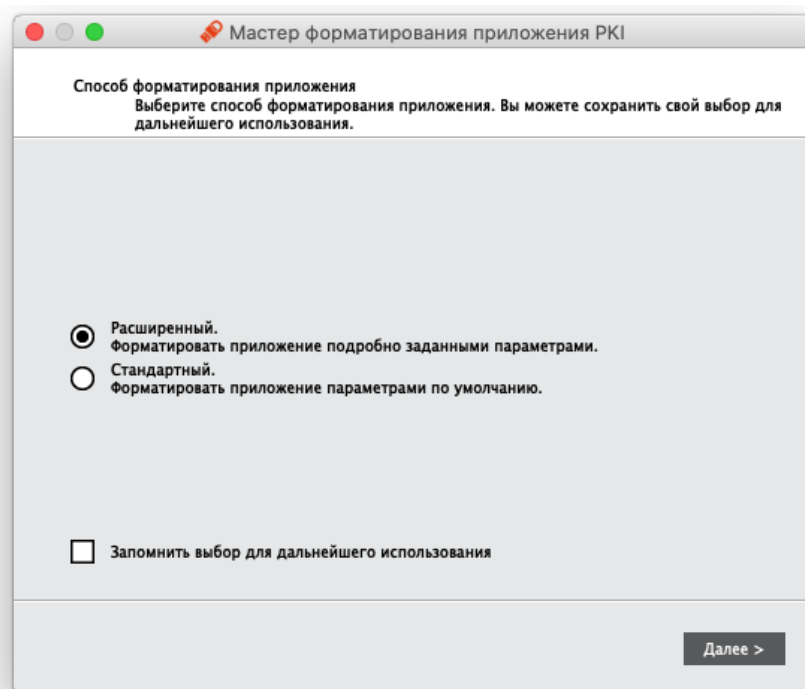 Мастер форматирования приложения PKI
Способ форматирования приложения
Выберите способ форматирования приложения. Вы можете сохранить свой выбор для
дальнейшего использования.
Расширенный.
Форматировать приложение подробно заданными параметрами.
Стандартный.
Форматировать приложение параметрами по умолчанию.
Запомнить выбор для дальнейшего использования
Далее >